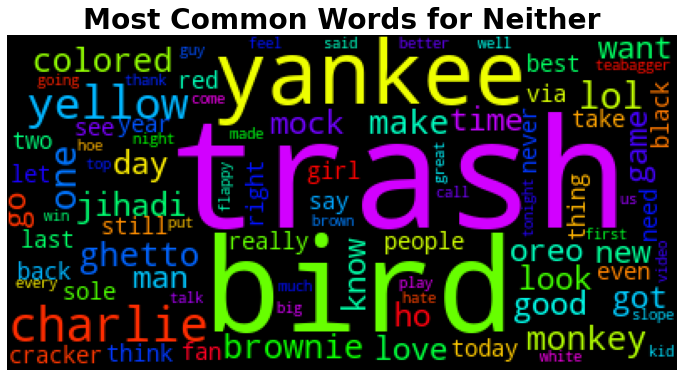 Most Common Words for Neither
guy feel said better well
colored yankee want
going thank red best teabagger
yellow come via lol
two see year mock make time take black
hoe night made never
let one top day trash game
flappy right girl great thing
go jihadi say call need
win still put brown tonight us
last really people oreo new first
ghetto bird
back man know look even video
every sole talk much play good got
big hate slope
charlie ho monkey
cracker think fan brownie love today white kid